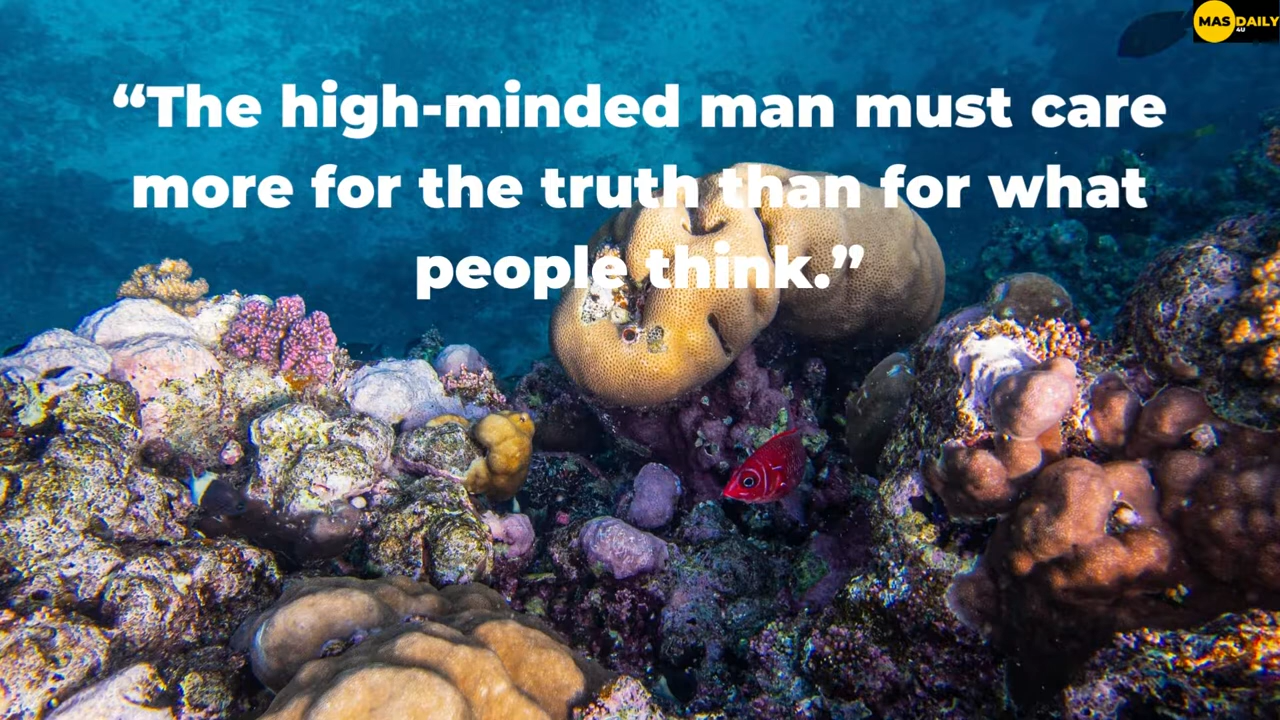 MAS DAILY
4U
“The high-minded man must care
more for the truth than for what
people think.”